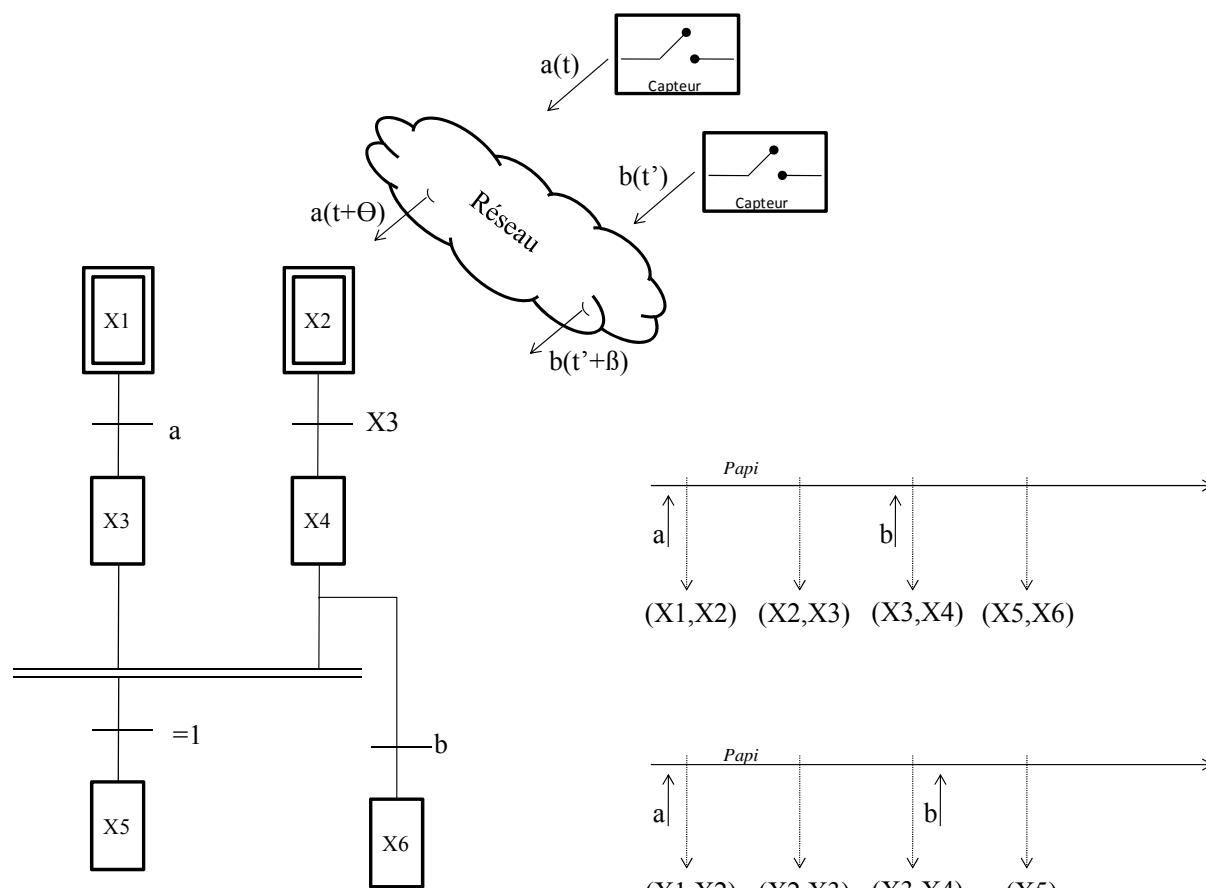 a(t)
Capteur
b(t')
Capteur
Réseau
a(t+Ө)
b(t'+ß)
X1
X2
a
X3
X3
X4
=1
b
X5
X6
Papi
a
b
(X1,X2) (X2,X3) (X3,X4) (X5,X6)
Papi
a
b
(X1,X2) (X2,X3) (X3,X4) (X5)